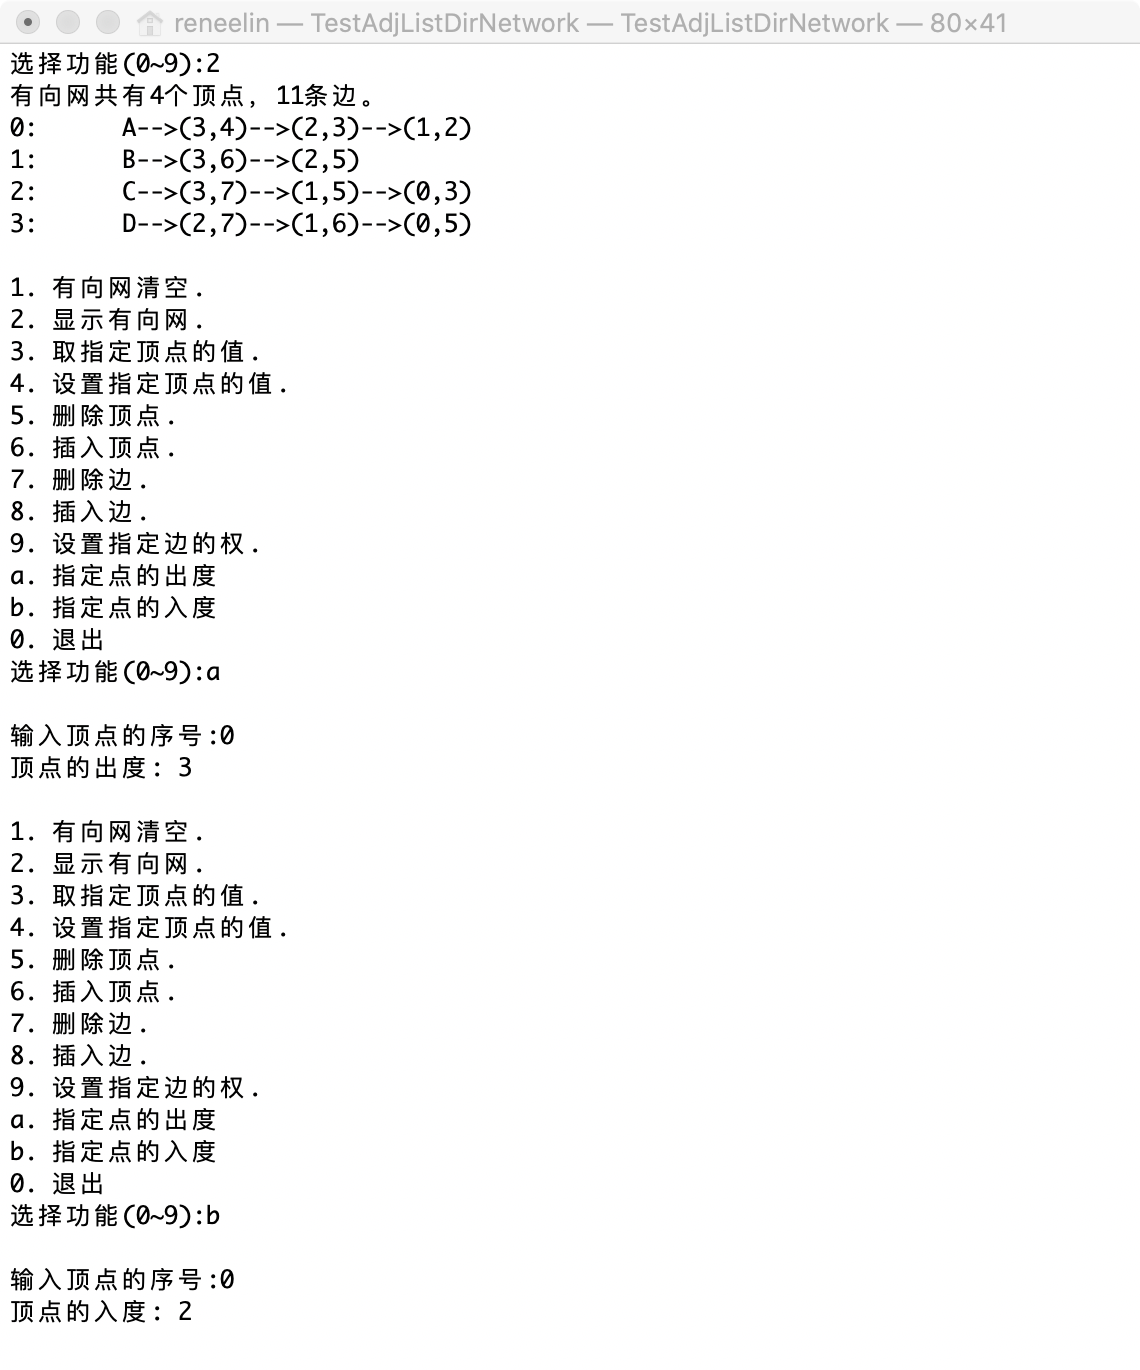 reneelin — TestAdjListDirNetwork — TestAdjListDirNetwork — 80×41
选择功能(0~9):2
有向网共有4个顶点, 11条边。
0:      A-->(3,4)-->(2,3)-->(1,2)
1:      B-->(3,6)-->(2,5)
2:      C-->(3,7)-->(1,5)-->(0,3)
3:      D-->(2,7)-->(1,6)-->(0,5)
1. 有向网清空.
2. 显示有向网.
3. 取指定顶点的值.
4. 设置指定顶点的值.
5. 删除顶点.
6. 插入顶点.
7. 删除边.
8. 插入边.
9. 设置指定边的权.
a. 指定点的出度
b. 指定点的入度
0. 退出
选择功能(0~9):a
输入顶点的序号:0
顶点的出度: 3
1. 有向网清空.
2. 显示有向网.
3. 取指定顶点的值.
4. 设置指定顶点的值.
5. 删除顶点.
6. 插入顶点.
7. 删除边.
8. 插入边.
9. 设置指定边的权.
a. 指定点的出度
b. 指定点的入度
0. 退出
选择功能(0~9):b
输入顶点的序号:0
顶点的入度: 2